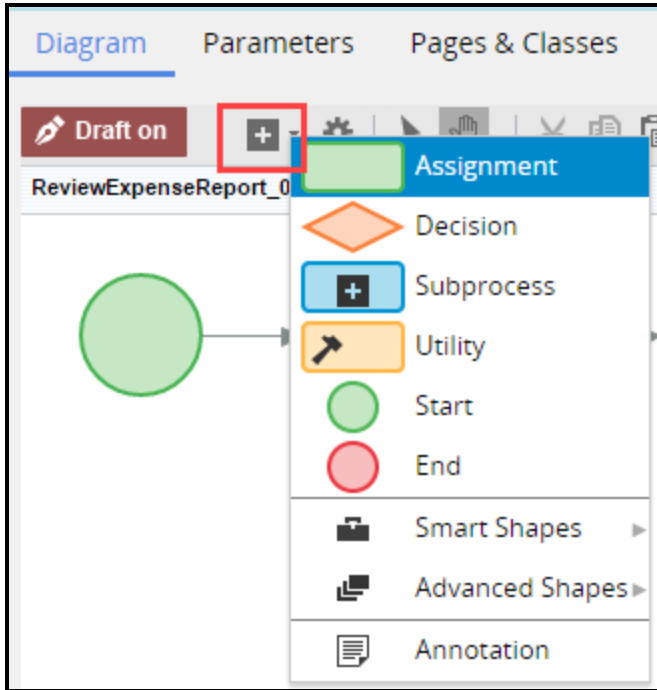 Diagram Parameters Pages & Classes
Draft on
ReviewExpenseReport_0
Assignment
Decision
Subprocess
Utility
Start
End
Smart Shapes
Advanced Shapes
Annotation